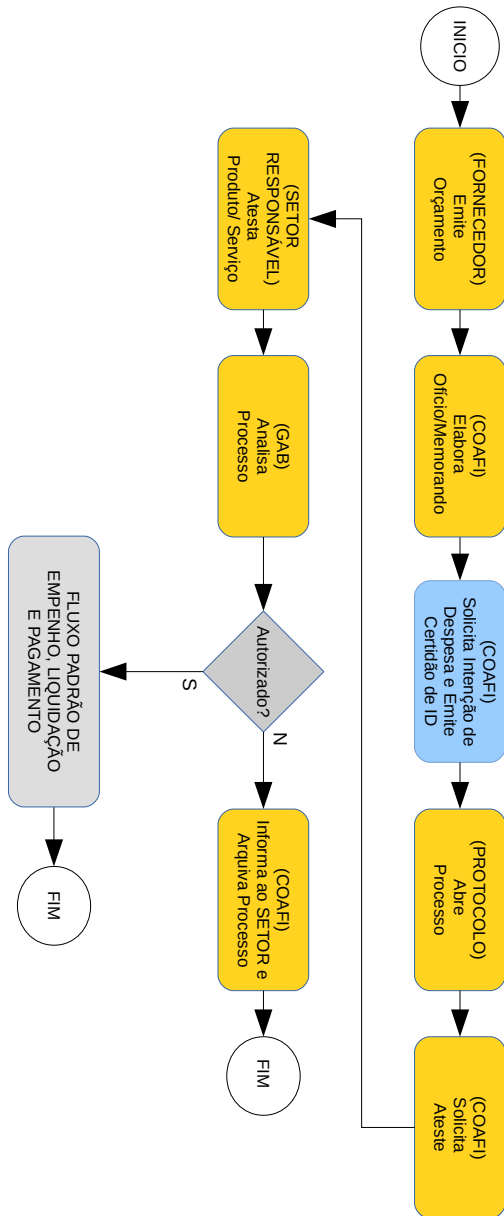 INICIO
(FORNECEDOR)
Emite
Orçamento
(COAFI)
Elabora
Ofício/Memorando
(COAFI)
Solicita Intenção de
Despesa e Emite
Certidão de ID
(PROTOCOLO)
Abre
Processo
(COAFI)
Solicita
Ateste
(SETOR
RESPONSÁVEL)
Atesta
Produto/ Serviço
(GAB)
Analisa
Processo
Autorizado?
N
S
(COAFI)
Informa ao SETOR e
Arquiva Processo
FIM
FLUXO PADRÃO DE
EMPENHO, LIQUIDAÇÃO
E PAGAMENTO
FIM